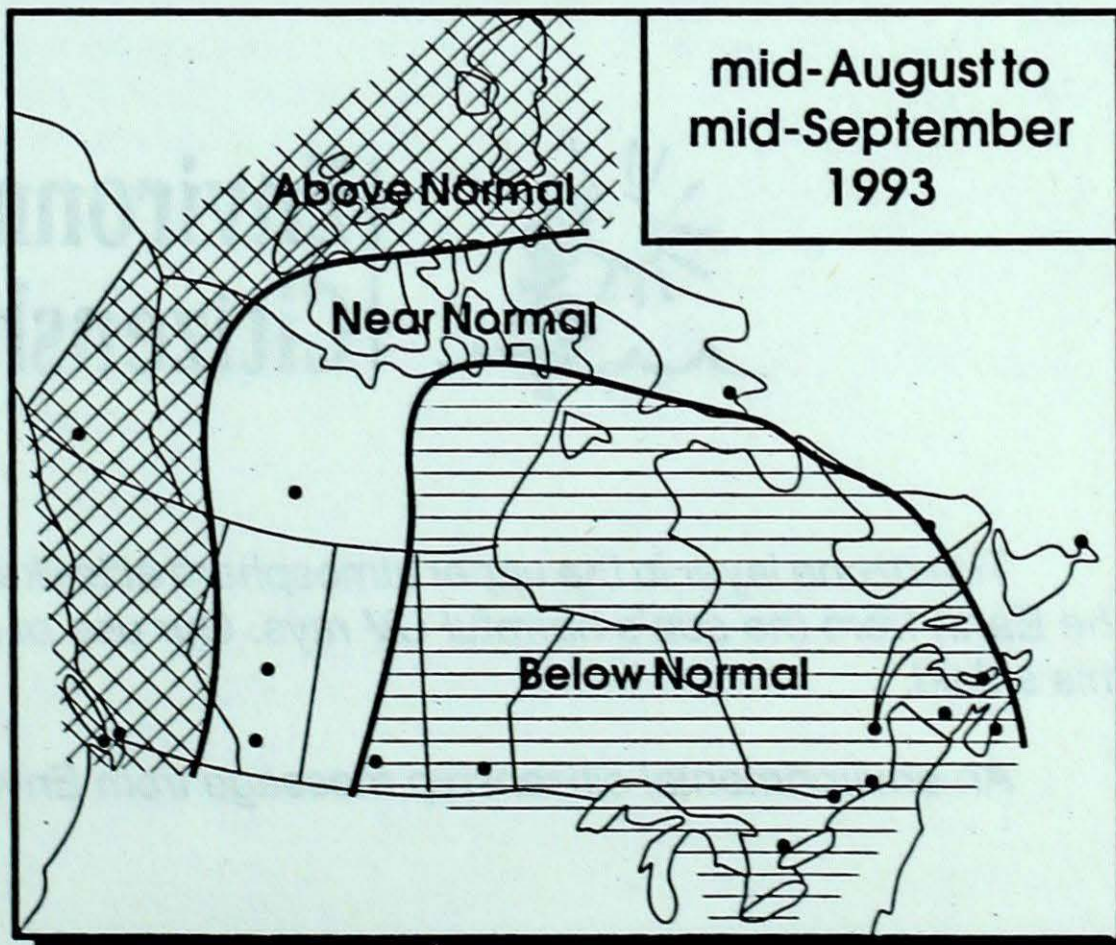 mid-August to
mid-September
1993
Above Normal
Near Normal
Below Normal